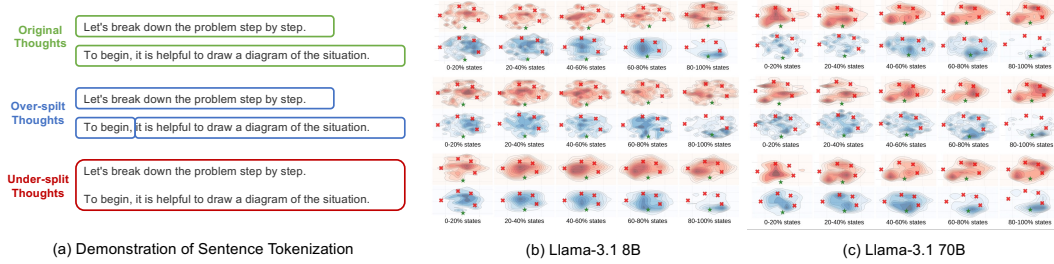 Original
Thoughts
Let's break down the problem step by step.
To begin, it is helpful to draw a diagram of the situation.
Over-spilt
Thoughts
Let's break down the problem step by step.
To begin, it is helpful to draw a diagram of the situation.
Under-split
Thoughts
Let's break down the problem step by step.
To begin, it is helpful to draw a diagram of the situation.
(a) Demonstration of Sentence Tokenization
0-20% states 20-40% states 40-60% states 60-80% states 80-100% states
0-20% states 20-40% states 40-60% states 60-80% states 80-100% states
0-20% states 20-40% states 40-60% states 60-80% states 80-100% states
(b) Llama-3.1 8B
0-20% states 20-40% states 40-60% states 60-80% states 80-100% states
0-20% states 20-40% states 40-60% states 60-80% states 80-100% states
0-20% states 20-40% states 40-60% states 60-80% states 80-100% states
(c) Llama-3.1 70B